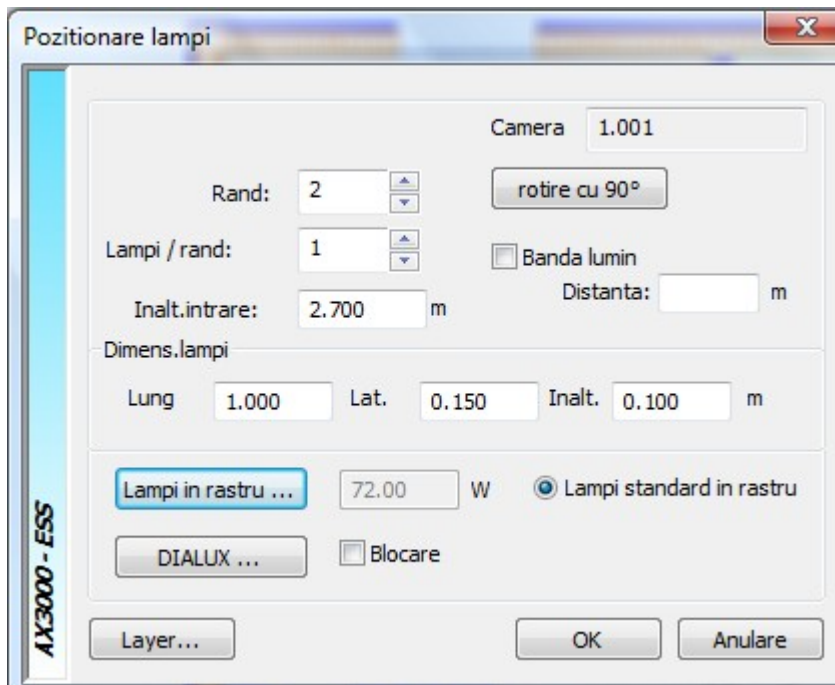 Pozitionare lampi
Camera 1.001
Rand: 2 rotire cu 90°
Lampi / rand: 1 Banda lumin
Distanta: m
Inalt.intrare: 2.700 m
Dimens.lampi
Lung 1.000 Lat. 0.150 Inalt. 0.100 m
Lampi in rastru ... 72.00 W Lampi standard in rastru
DIALUX ... Blocare
Layer... OK Anulare
AX3000 - ESS